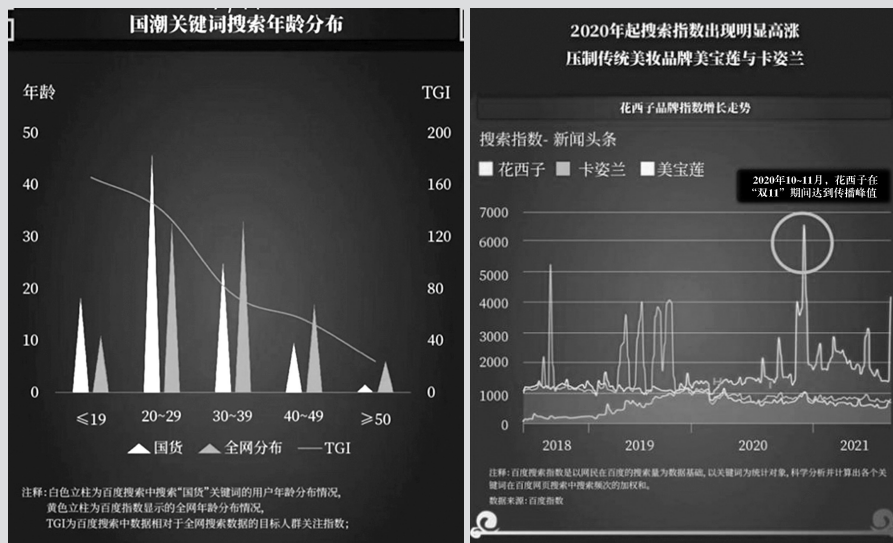 国潮关键词搜索年龄分布
年龄
TGI
50
40
30
20
10
0
200
160
120
80
40
0
≤19
20~29
30~39
40~49
≥50
国货
全网分布
TGI
注释：白色立柱为百度搜索中搜索“国货”关键词的用户年龄分布情况，
黄色立柱为百度指数显示的全网年龄分布情况，
TGI为百度搜索中数据相对于全网搜索数据的目标人群关注指数；
2020年起搜索指数出现明显高涨
压制传统美妆品牌美宝莲与卡姿兰
花西子品牌指数增长走势
搜索指数- 新闻头条
花西子
卡姿兰
美宝莲
2020年10~11月，花西子在
“双11”期间达到传播峰值
7000
6000
5000
4000
3000
2000
1000
0
2018
2019
2020
2021
注释：百度搜索指数是以网民在百度的搜索量为数据基础，以关键词为统计对象，科学分析并计算出各个关
键词在百度网页搜索中搜索频次的加权和。
数据来源：百度指数